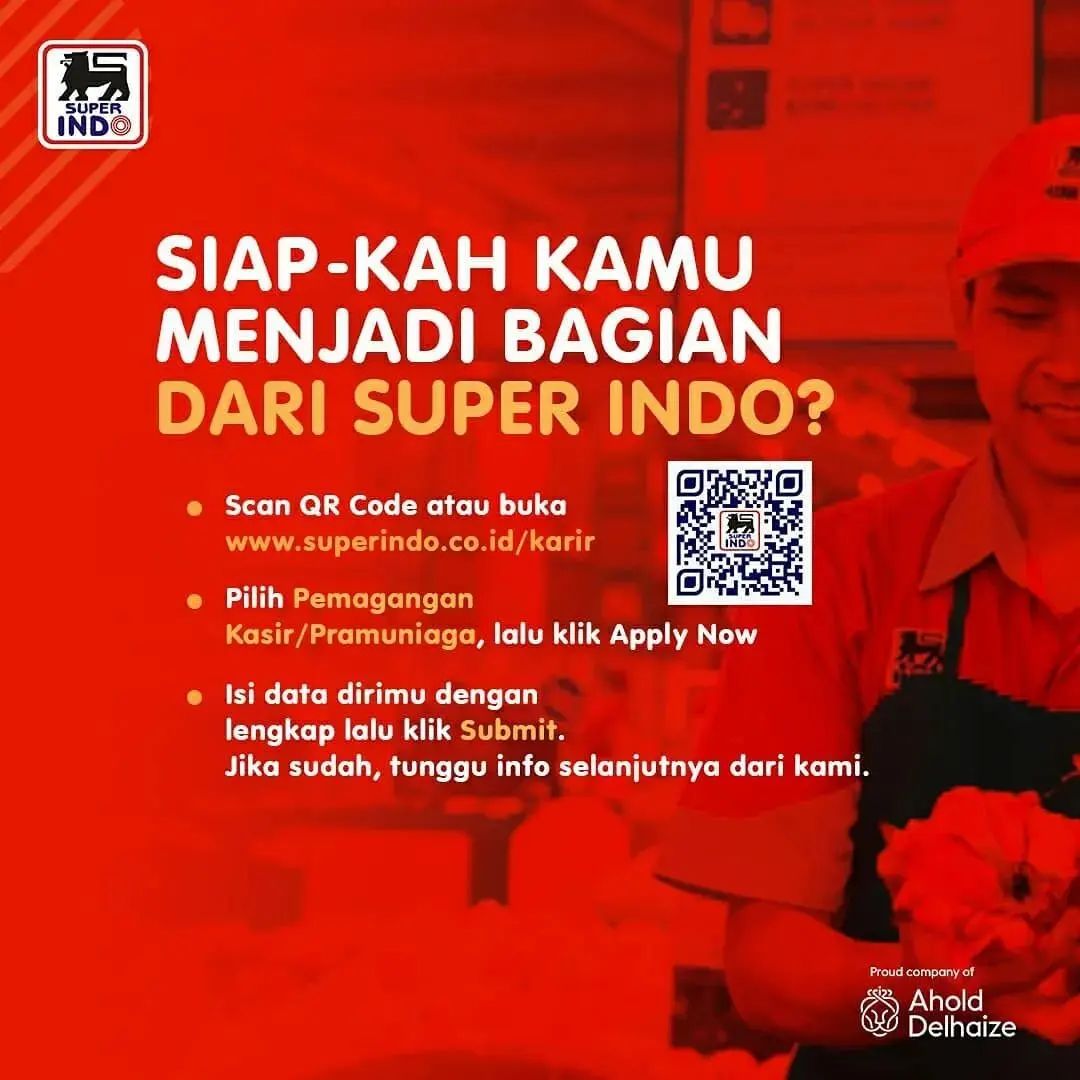 SUPER
INDO
SIAP-KAH KAMU
MENJADI BAGIAN
DARI SUPER INDO?
Scan QR Code atau buka
www.superindo.co.id/karir
SUPER
INDO
Pilih Pemagangan
Kasir/Pramuniaga, lalu klik Apply Now
Isi data dirimu dengan
lengkap lalu klik Submit.
Jika sudah, tunggu info selanjutnya dari kami.
Proud company of
Ahold
Delhaize